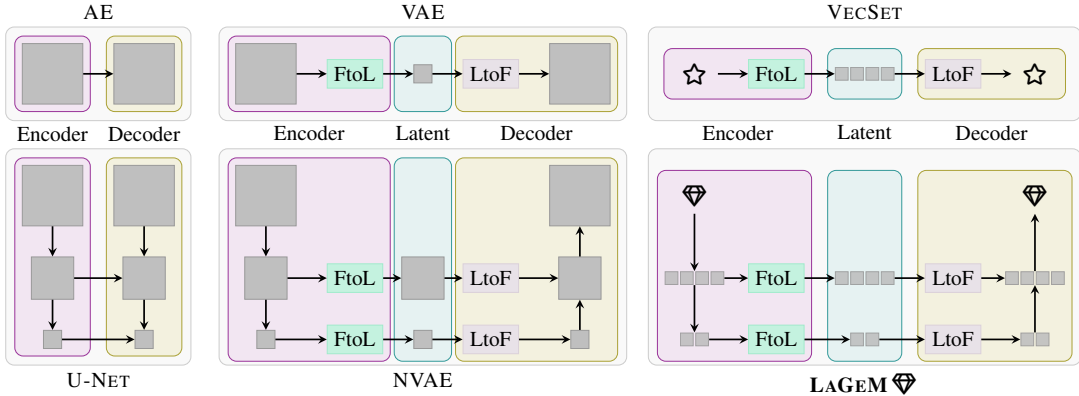 AE
VAE
VECSET
FtoL
LtoF
FtoL
LtoF
Encoder Decoder
Encoder Latent Decoder
Encoder Latent Decoder
FtoL
LtoF
FtoL
LtoF
FtoL
LtoF
FtoL
LtoF
U-NET
NVAE
LAGEM